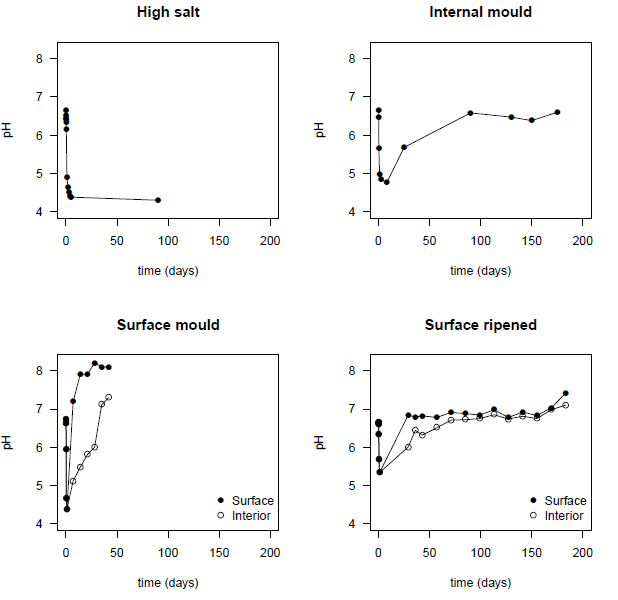 High salt
pH
8
7
6
5
4
0 50 100 150 200
time (days)
Internal mould
pH
8
7
6
5
4
0 50 100 150 200
time (days)
Surface mould
pH
8
7
6
5
4
Surface
Interior
0 50 100 150 200
time (days)
Surface ripened
pH
8
7
6
5
4
Surface
Interior
0 50 100 150 200
time (days)